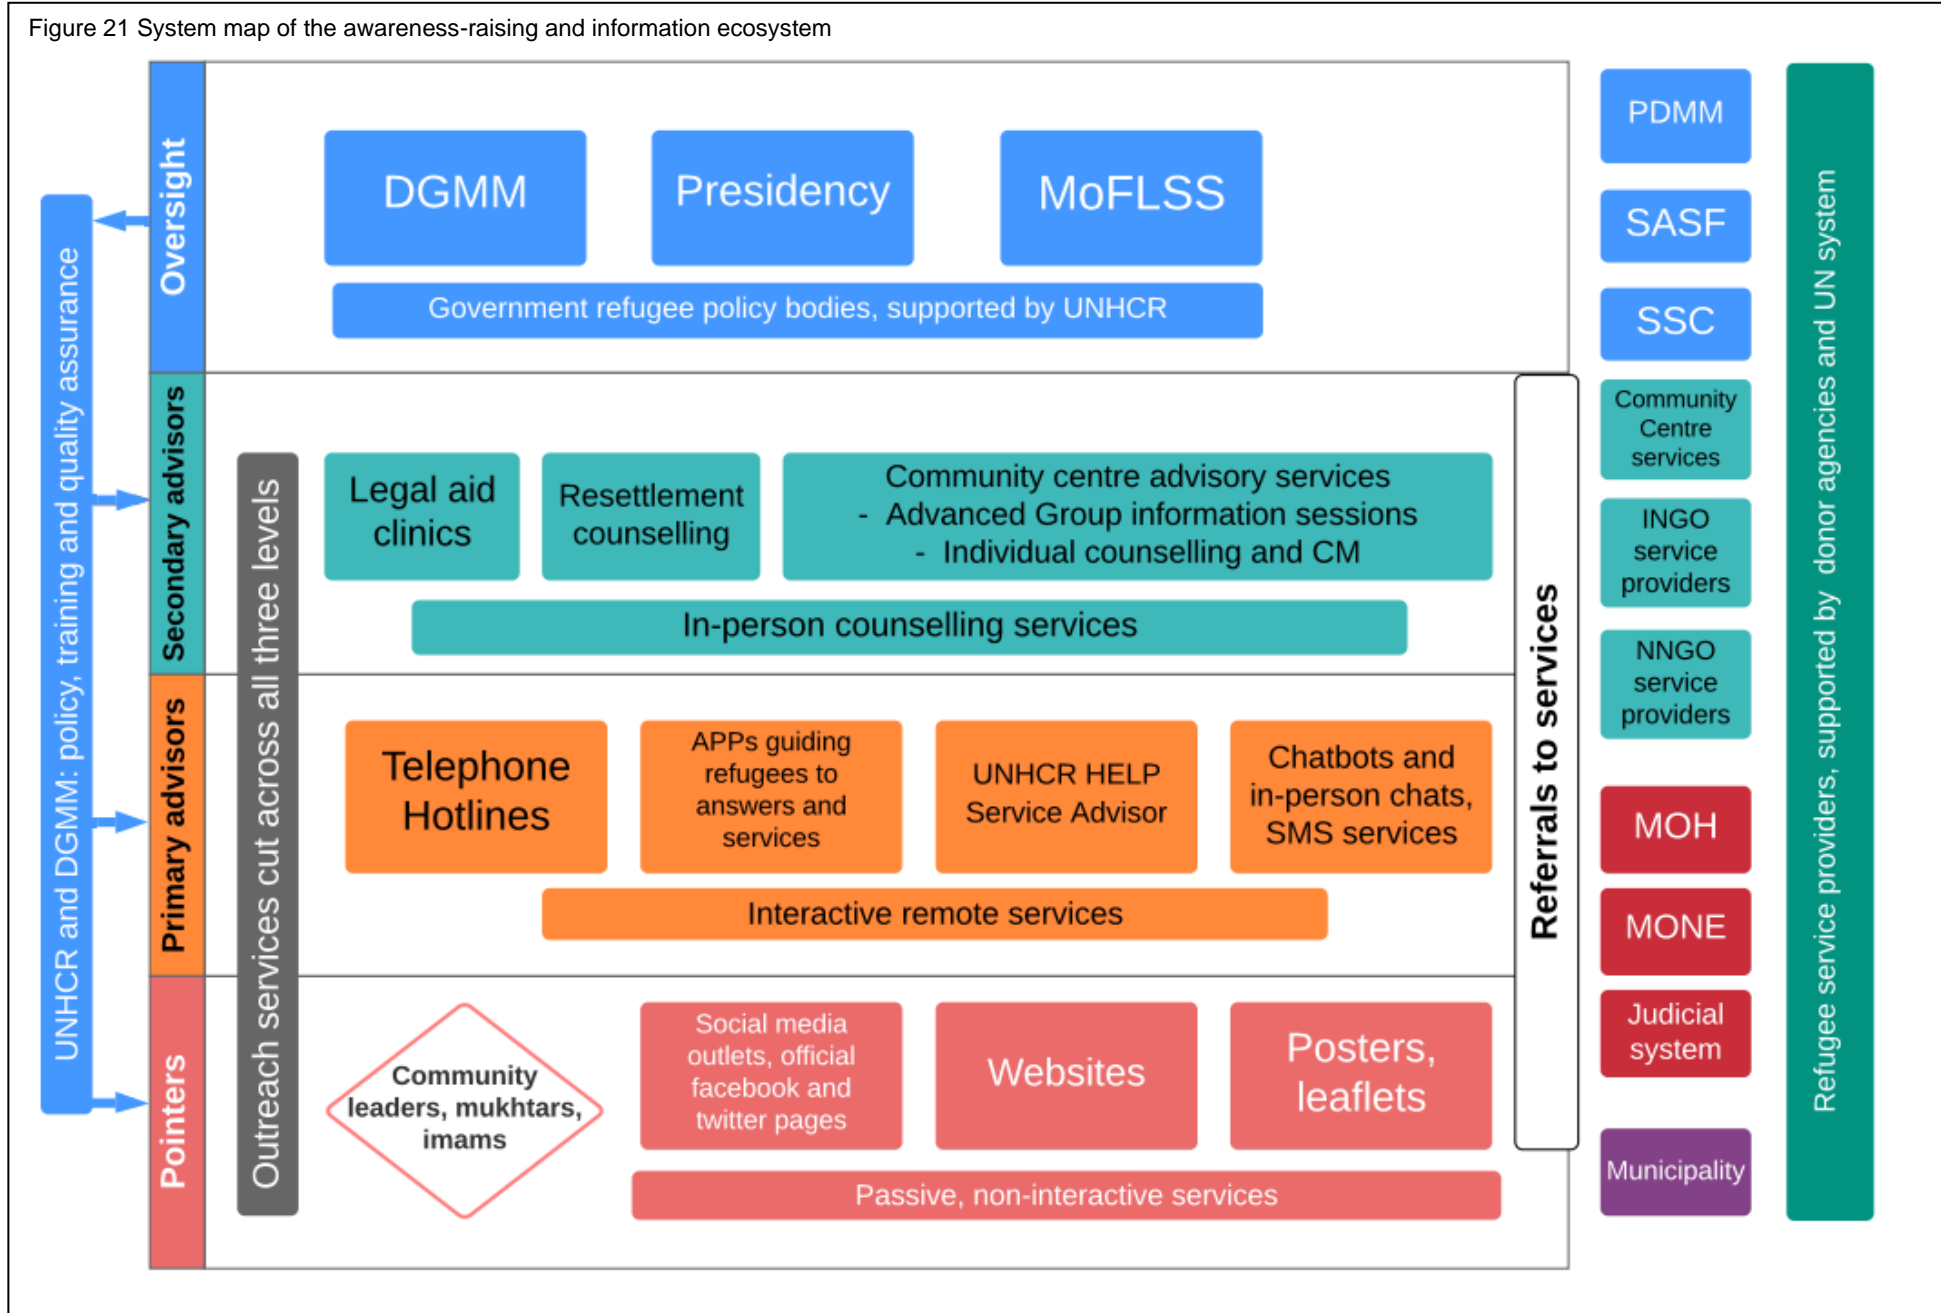 Figure 21 System map of the awareness-raising and information ecosystem
UNHCR and DGMM: policy, training and quality assurance
Oversight
DGMM
Presidency
MoFLSS
Government refugee policy bodies, supported by UNHCR
Secondary advisors
Outreach services cut across all three levels
Legal aid
clinics
Resettlement
counselling
Community centre advisory services
- Advanced Group information sessions
- Individual counselling and CM
In-person counselling services
Primary advisors
Telephone
Hotlines
APPs guiding
refugees to
answers and
services
UNHCR HELP
Service Advisor
Chatbots and
in-person chats,
SMS services
Interactive remote services
Pointers
Community
leaders, mukhtars,
imams
Social media
outlets, official
facebook and
twitter pages
Websites
Posters,
leaflets
Passive, non-interactive services
Referrals to services
PDMM
SASF
SSC
Community
Centre
services
INGO
service
providers
NNGO
service
providers
MOH
MONE
Judicial
system
Municipality
Refugee service providers, supported by donor agencies and UN system